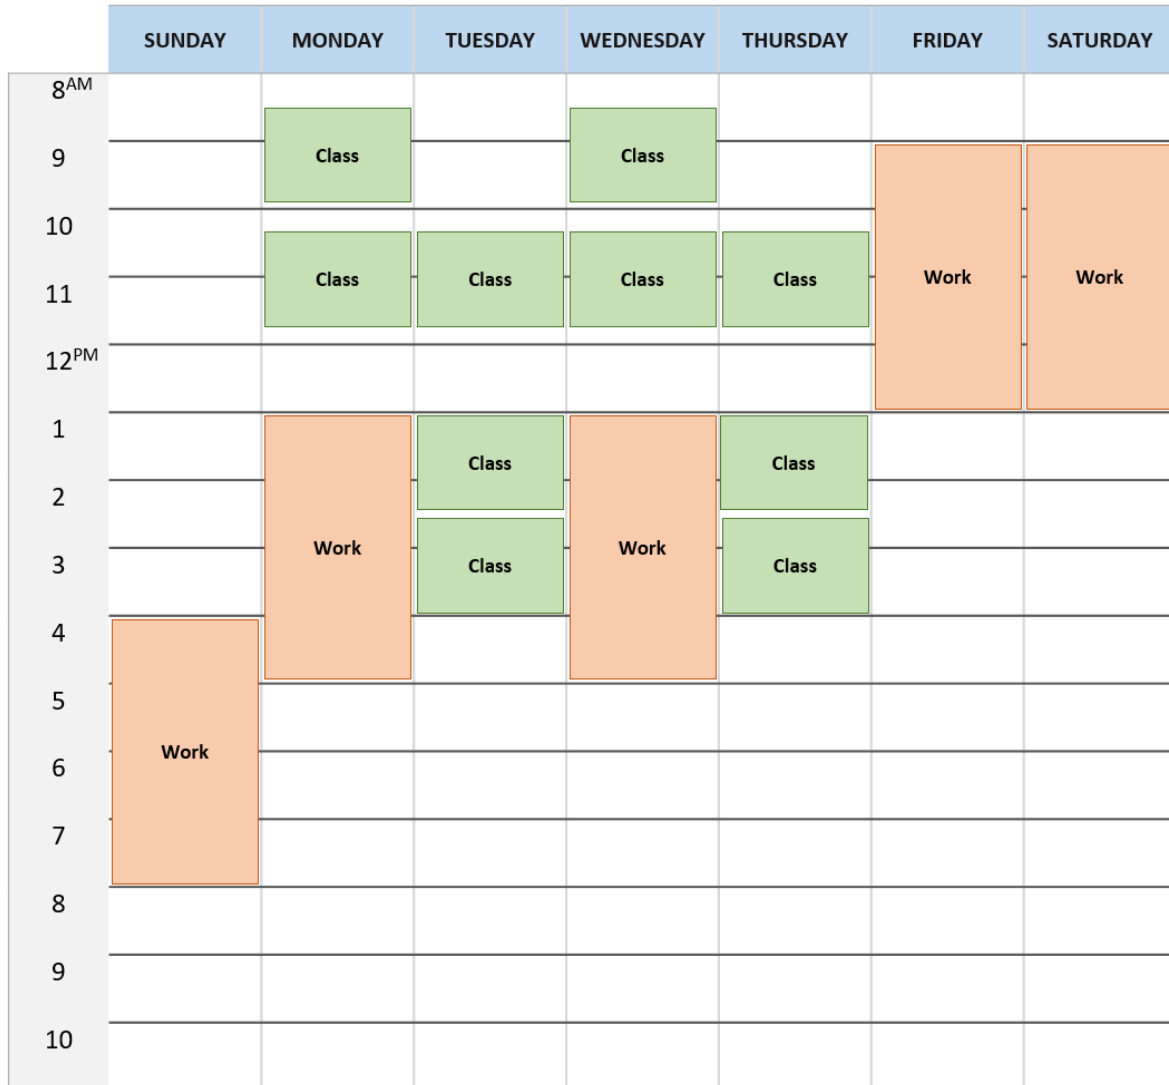 SUNDAY MONDAY TUESDAY WEDNESDAY THURSDAY FRIDAY SATURDAY
8AM
Class Class
9
10
Class Class Class Class
Work Work
11
12PM
1
Class Class
2
Work Work
3
Class Class
4
5
Work
6
7
8
9
10